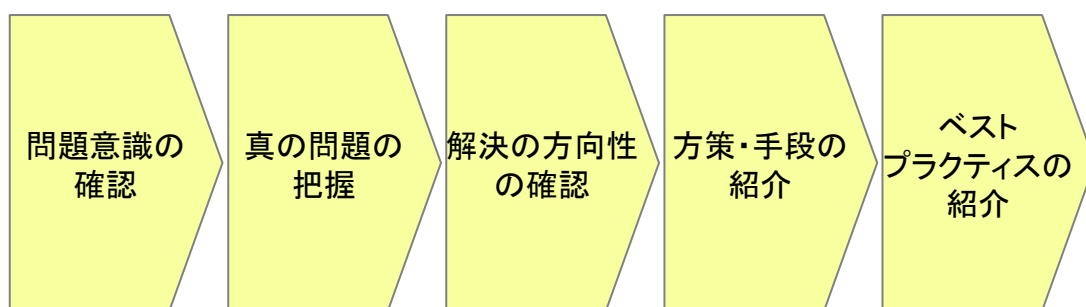 問題意識の
確認
真の問題の
把握
解決の方向性
の確認
方策・手段の
紹介
ベスト
プラクティスの
紹介